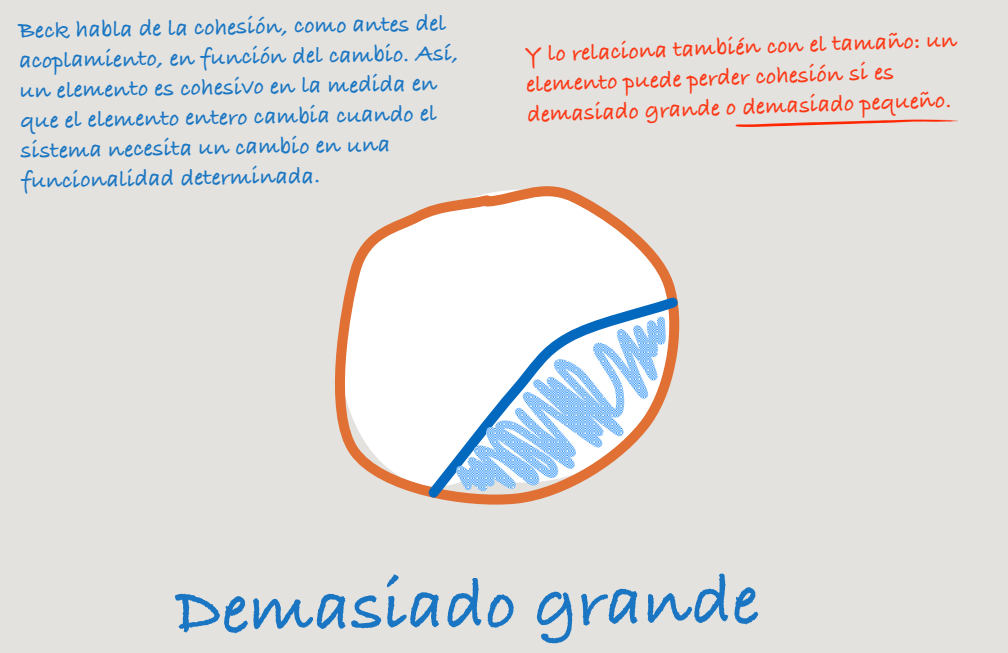 Beck habla de la cohesión, como antes del
acoplamiento, en función del cambio. Así,
un elemento es cohesivo en la medida en
que el elemento entero cambia cuando el
sistema necesita un cambio en una
funcionalidad determinada.
Y lo relaciona también con el tamaño: un
elemento puede perder cohesión si es
demasiado grande o demasiado pequeño.
Demasiado grande